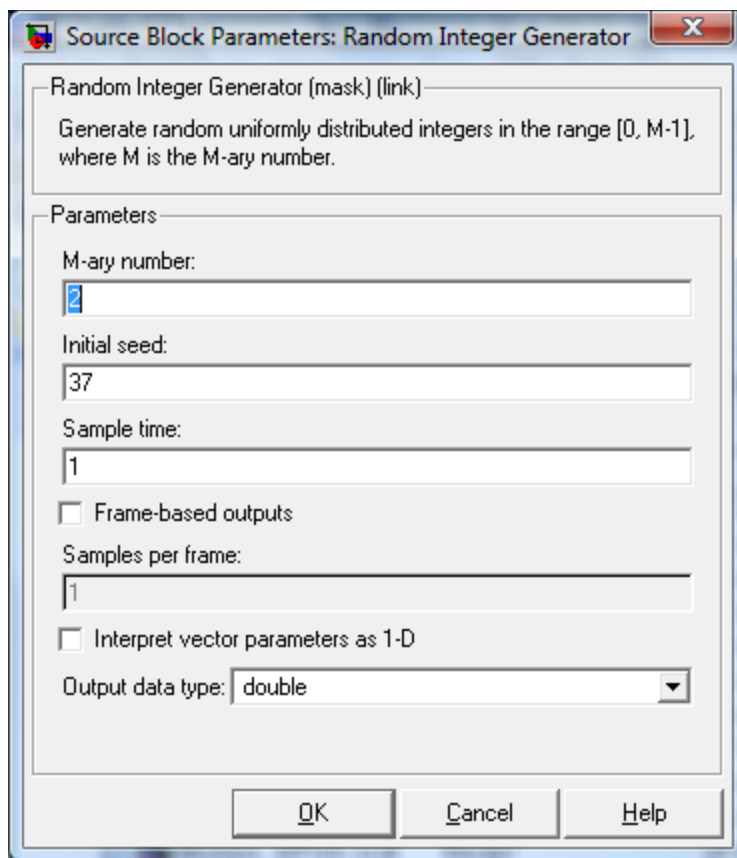 Source Block Parameters: Random Integer Generator
Random Integer Generator (mask) (link)
Generate random uniformly distributed integers in the range [0, M-1],
where M is the M-ary number.
Parameters
M-ary number:
2
Initial seed:
37
Sample time:
1
Frame-based outputs
Samples per frame:
1
Interpret vector parameters as 1-D
Output data type: double
OK Cancel Help